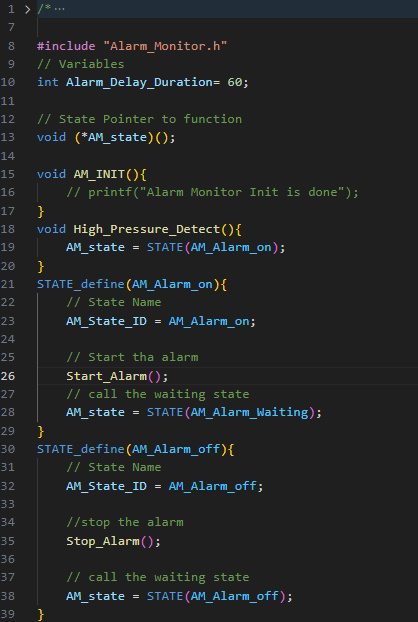 1 > /* ...
7
8 #include "Alarm_Monitor.h"
9 // Variables
10 int Alarm_Delay_Duration= 60;
11
12 // State Pointer to function
13 void (*AM_state)();
14
15 void AM_INIT(){
16     // printf("Alarm Monitor Init is done");
17 }
18 void High_Pressure_Detect(){
19     AM_state = STATE(AM_Alarm_on);
20 }
21 STATE_define(AM_Alarm_on){
22     // State Name
23     AM_State_ID = AM_Alarm_on;
24
25     // Start tha alarm
26     Start_Alarm();
27     // call the waiting state
28     AM_state = STATE(AM_Alarm_Waiting);
29 }
30 STATE_define(AM_Alarm_off){
31     // State Name
32     AM_State_ID = AM_Alarm_off;
33
34     //stop the alarm
35     Stop_Alarm();
36
37     // call the waiting state
38     AM_state = STATE(AM_Alarm_off);
39 }